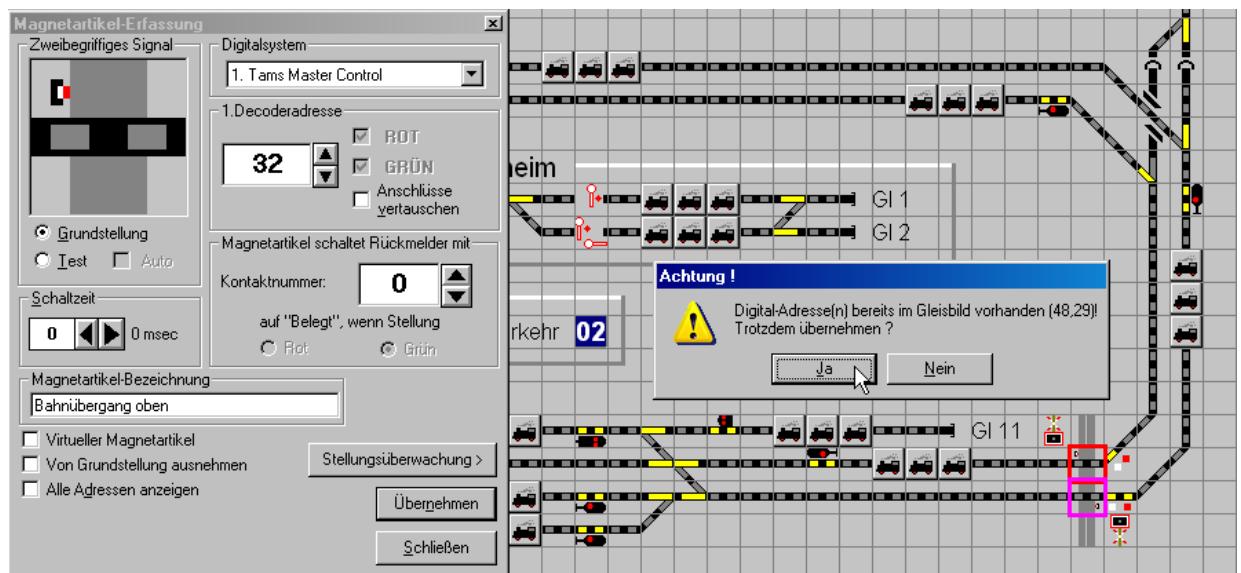 Magnetartikel-Erfassung
Zweibegriffiges Signal
Grundstellung
Test
Auto
Schaltzeit
0
0 msec
Digitalsystem
1. Tams Master Control
1.Decoderadresse
32
ROT
GRÜN
Anschlüsse
vertauschen
Magnetartikel schaltet Rückmelder mit
Kontaktnummer:
0
auf "Belegt", wenn Stellung
Rot
Grün
Magnetartikel-Bezeichnung
Bahnübergang oben
Virtueller Magnetartikel
Von Grundstellung ausnehmen
Alle Adressen anzeigen
Stellungsüberwachung >
Übernehmen
Schließen
heim
Gl 1
Gl 2
rkehr 02
Achtung !
Digital-Adresse(n) bereits im Gleisbild vorhanden (48,29)!
Trotzdem übernehmen ?
Ja
Nein
Gl 11